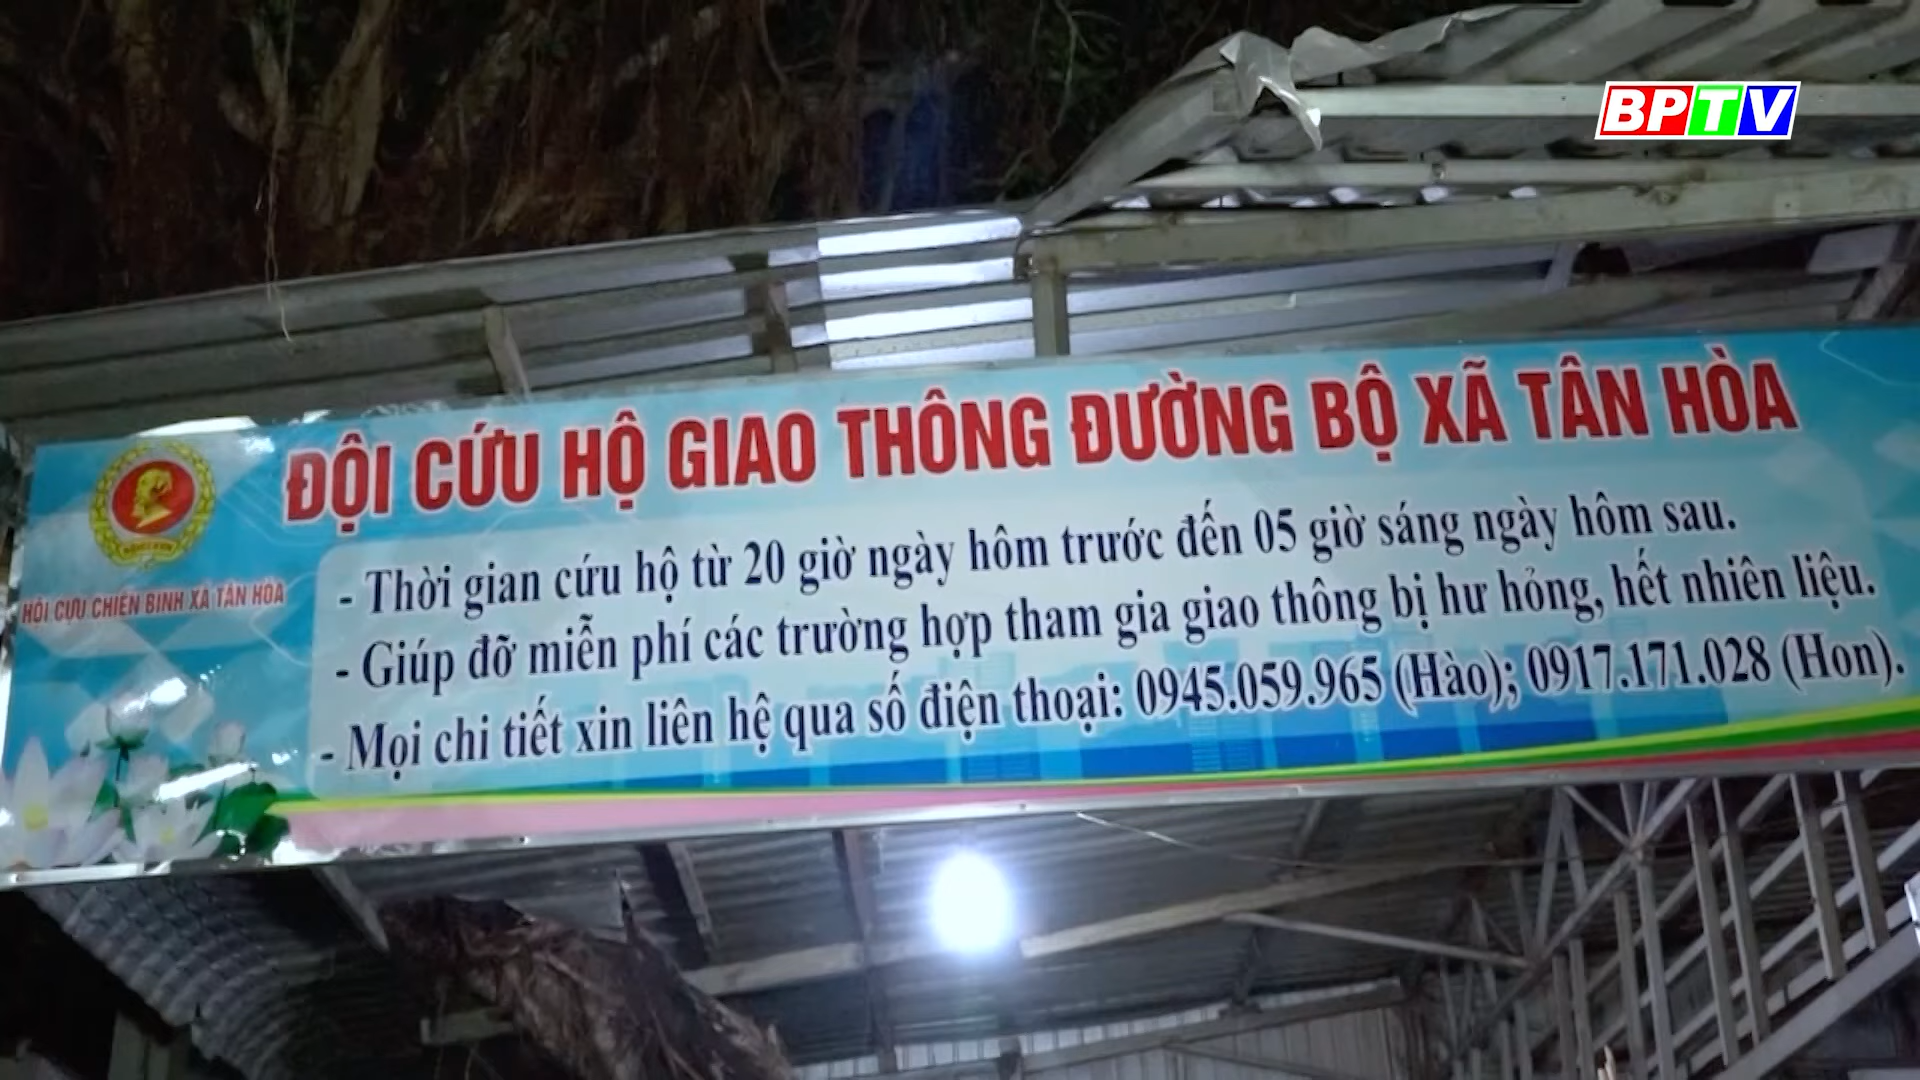 BPTV
ĐỘI CỨU HỘ GIAO THÔNG ĐƯỜNG BỘ XÃ TÂN HÒA
HỘI CỰU CHIẾN BINH XÃ TÂN HÒA
- Thời gian cứu hộ từ 20 giờ ngày hôm trước đến 05 giờ sáng ngày hôm sau.
- Giúp đỡ miễn phí các trường hợp tham gia giao thông bị hư hỏng, hết nhiên liệu.
- Mọi chi tiết xin liên hệ qua số điện thoại: 0945.059.965 (Hào); 0917.171.028 (Hon).